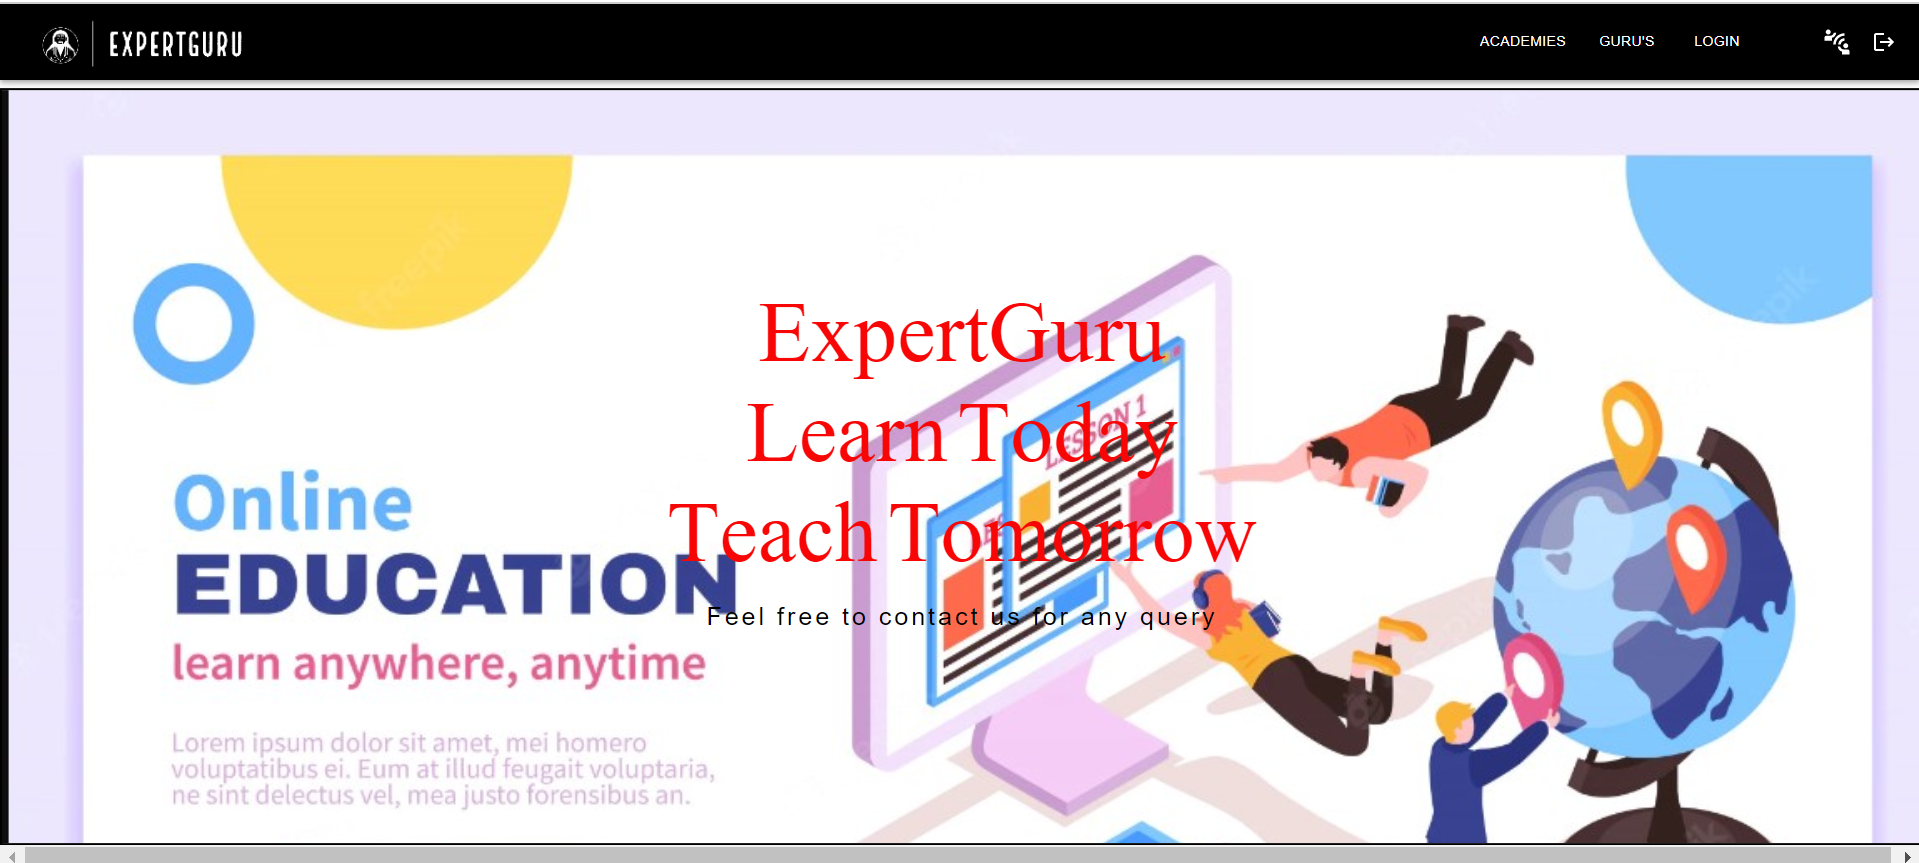 EXPERTGURU
ACADEMIES GURU'S LOGIN
ExpertGuru
Learn Today
Teach Tomorrow
Feel free to contact us for any query
LESSON 1
Online
EDUCATION
learn anywhere, anytime
Lorem ipsum dolor sit amet, mei homero
voluptatibus ei. Eum at illud feugait voluptaria,
ne sint delectus vel, mea justo forensibus an.
freepik